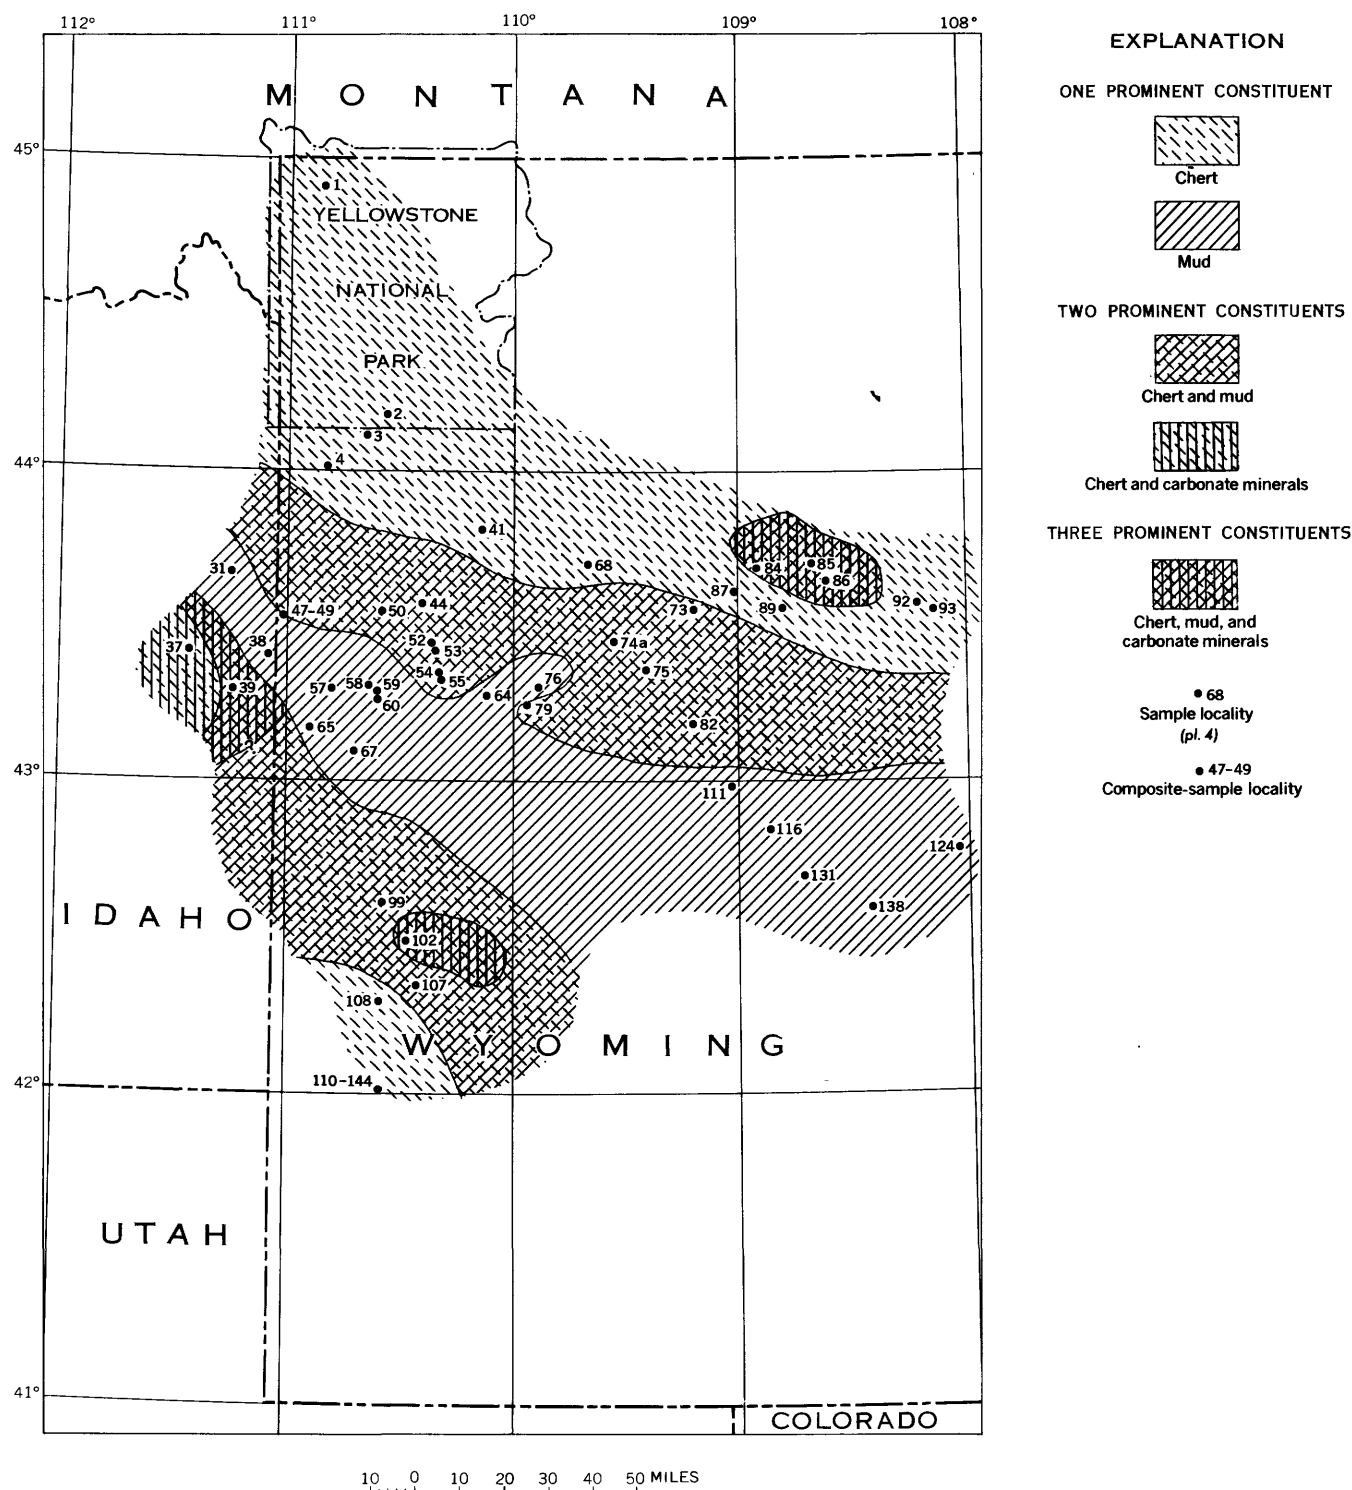 112° 111° 110° 109° 108°
MONTANA
45°
1
YELLOWSTONE
NATIONAL
PARK
2
3
44°
4
41
68
84
85
86
87
89
92
93
31
47-49
50
44
73
37
38
52
53
74a
75
39
57
58
59
60
54
55
64
76
79
82
65
67
43°
111
116
124
131
138
IDAHO
99
102
107
108
WYOMING
42°
110-144
UTAH
41°
COLORADO
10 0 10 20 30 40 50 MILES
EXPLANATION
ONE PROMINENT CONSTITUENT
Chert
Mud
TWO PROMINENT CONSTITUENTS
Chert and mud
Chert and carbonate minerals
THREE PROMINENT CONSTITUENTS
Chert, mud, and
carbonate minerals
68
Sample locality
(pl. 4)
47-49
Composite-sample locality